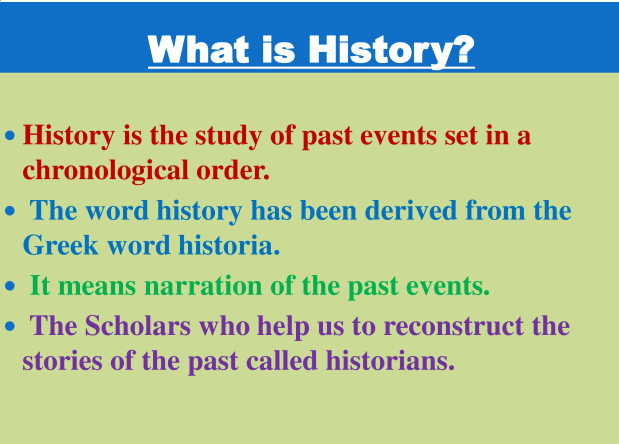 What is History?
• History is the study of past events set in a
chronological order.
• The word history has been derived from the
Greek word historia.
• It means narration of the past events.
• The Scholars who help us to reconstruct the
stories of the past called historians.